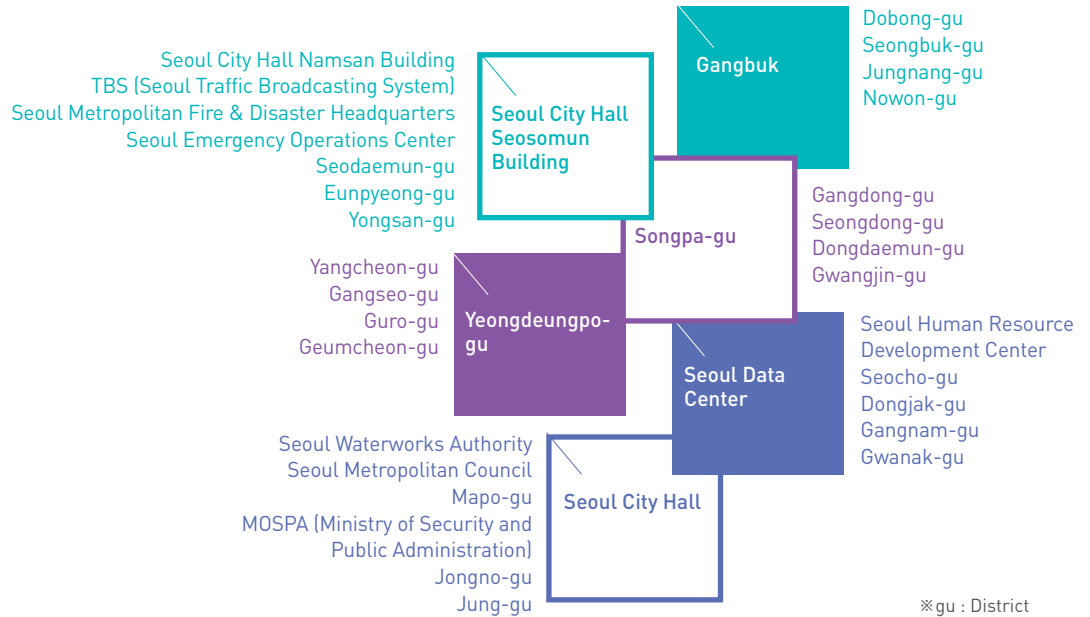 Dobong-gu
Seongbuk-gu
Jungnang-gu
Nowon-gu
Gangbuk
Seoul City Hall Namsan Building
TBS (Seoul Traffic Broadcasting System)
Seoul Metropolitan Fire & Disaster Headquarters
Seoul Emergency Operations Center
Seodaemun-gu
Eunpyeong-gu
Yongsan-gu
Seoul City Hall
Seosomun
Building
Gangdong-gu
Seongdong-gu
Dongdaemun-gu
Gwangjin-gu
Songpa-gu
Yangcheon-gu
Gangseo-gu
Guro-gu
Geumcheon-gu
Yeongdeungpo-
gu
Seoul Human Resource
Development Center
Seocho-gu
Dongjak-gu
Gangnam-gu
Gwanak-gu
Seoul Data
Center
Seoul Waterworks Authority
Seoul Metropolitan Council
Mapo-gu
MOSPA (Ministry of Security and
Public Administration)
Jongno-gu
Jung-gu
Seoul City Hall
※gu : District